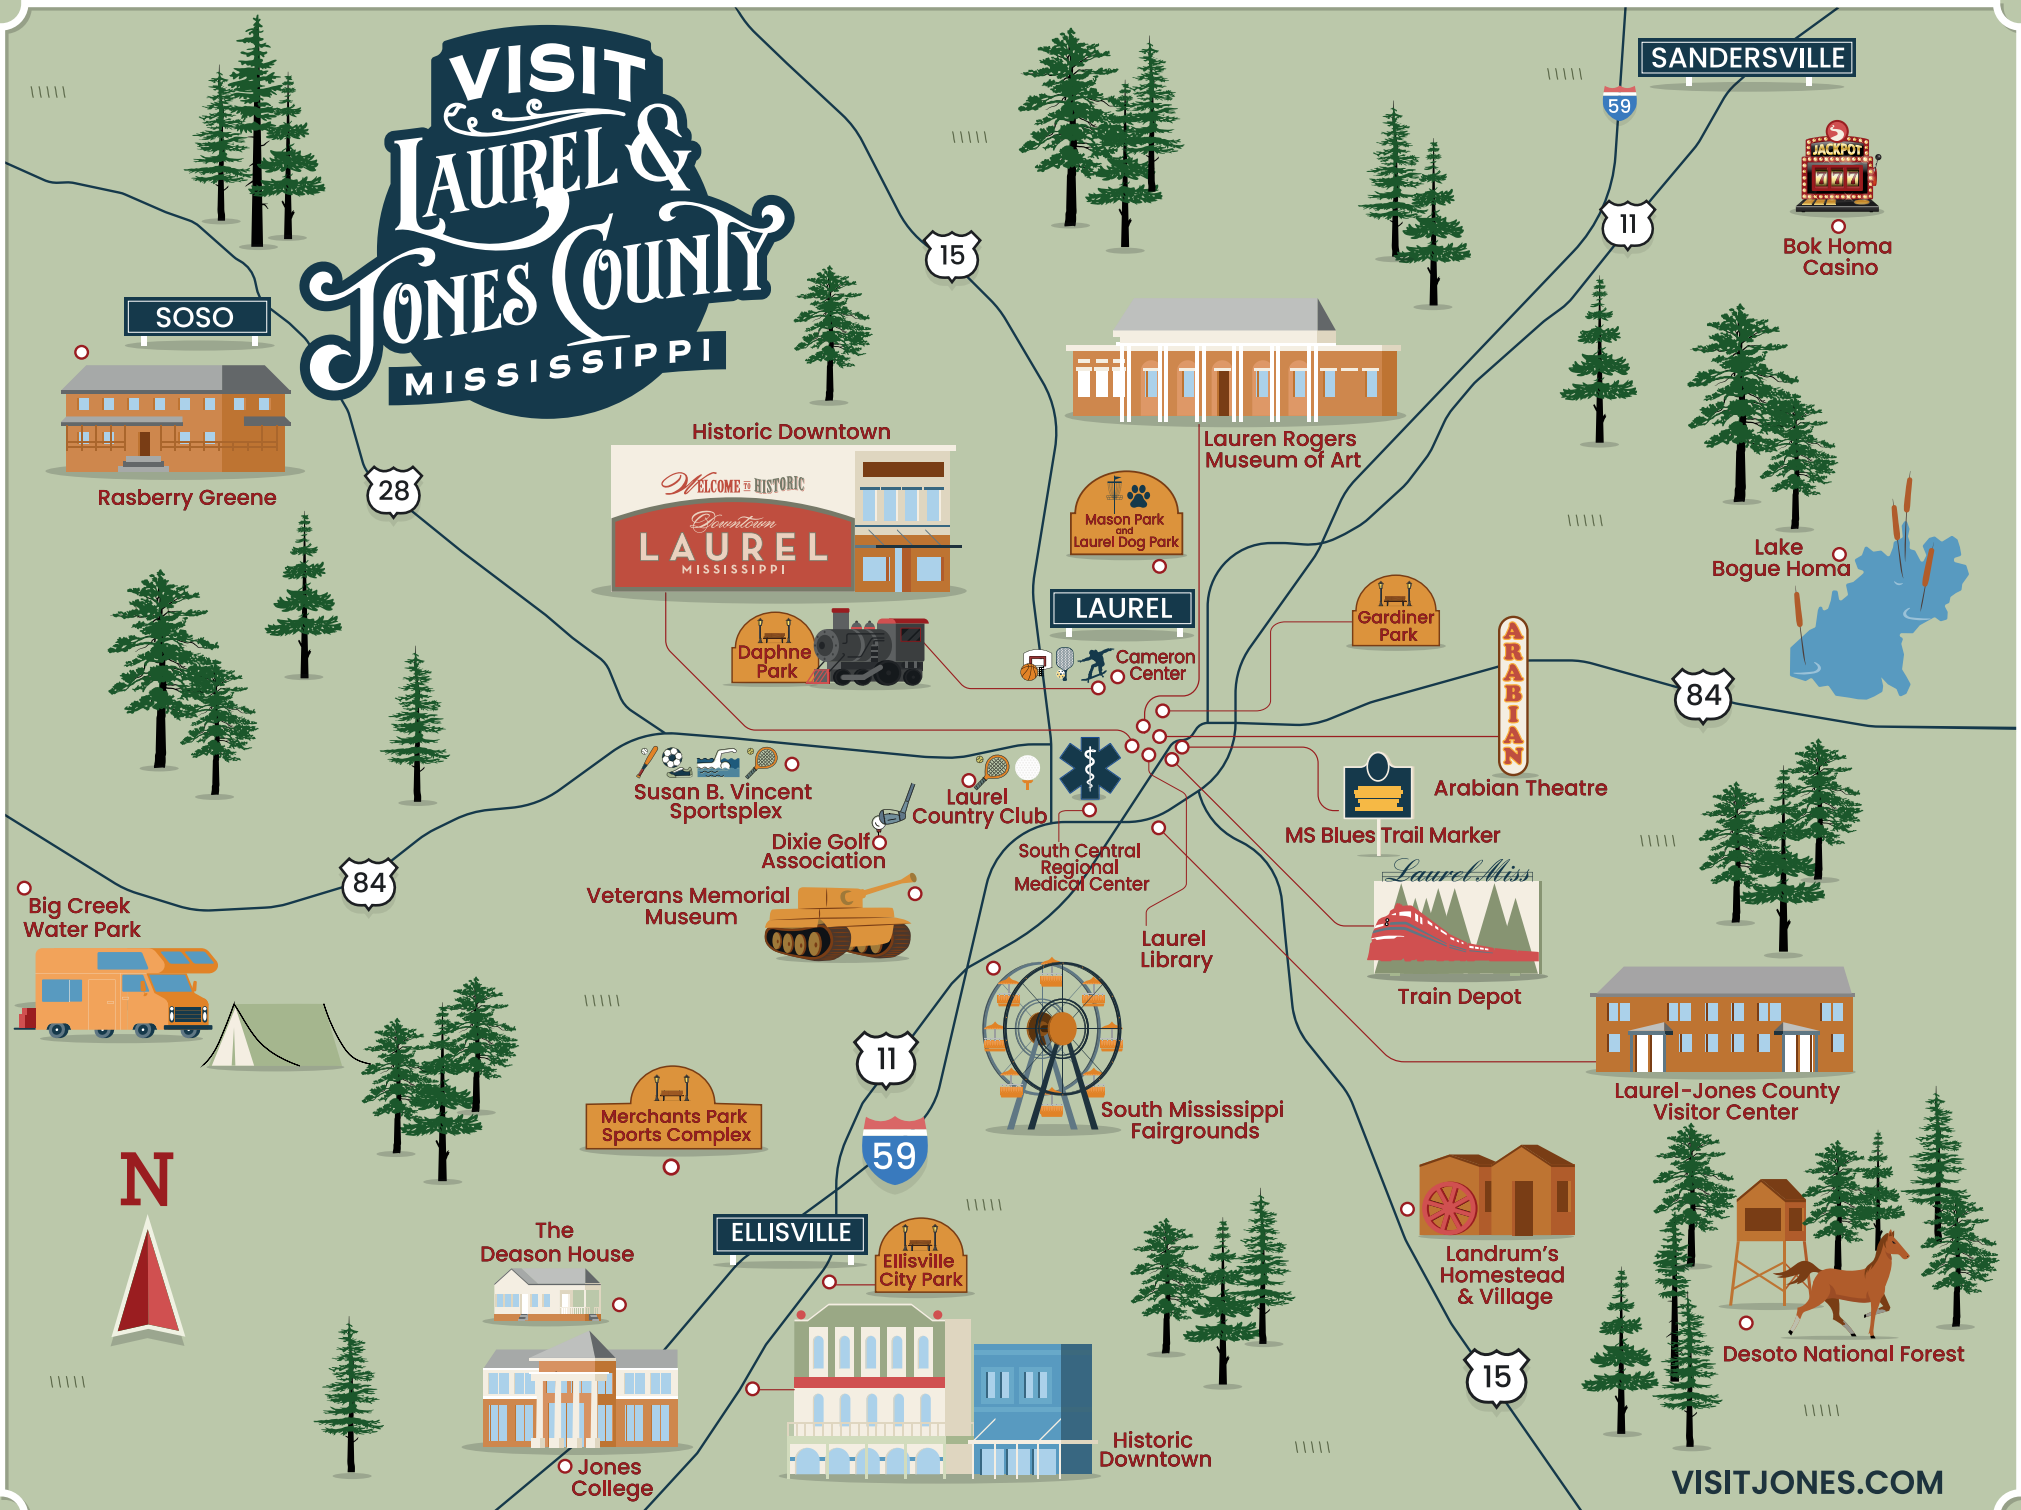 VISIT
LAUREL &
JONES COUNTY
MISSISSIPPI
SANDERSVILLE
59
11
JACKPOT
777
Bok Homa
Casino
15
SOSO
Rasberry Greene
28
Historic Downtown
WELCOME TO HISTORIC
Downtown
LAUREL
MISSISSIPPI
Lauren Rogers
Museum of Art
Mason Park
and
Laurel Dog Park
Lake
Bogue Homa
LAUREL
Gardiner
Park
Daphne
Park
Cameron
Center
ARABIAN
Arabian Theatre
84
Susan B. Vincent
Sportsplex
Laurel
Country Club
Dixie Golf
Association
MS Blues Trail Marker
South Central
Regional
Medical Center
84
Big Creek
Water Park
Veterans Memorial
Museum
Laurel
Library
Laurel Miss
8
Train Depot
11
Laurel-Jones County
Visitor Center
Merchants Park
Sports Complex
59
South Mississippi
Fairgrounds
N
The
Deason House
ELLISVILLE
Ellisville
City Park
Landrum's
Homestead
& Village
Desoto National Forest
15
Jones
College
Historic
Downtown
VISITJONES.COM